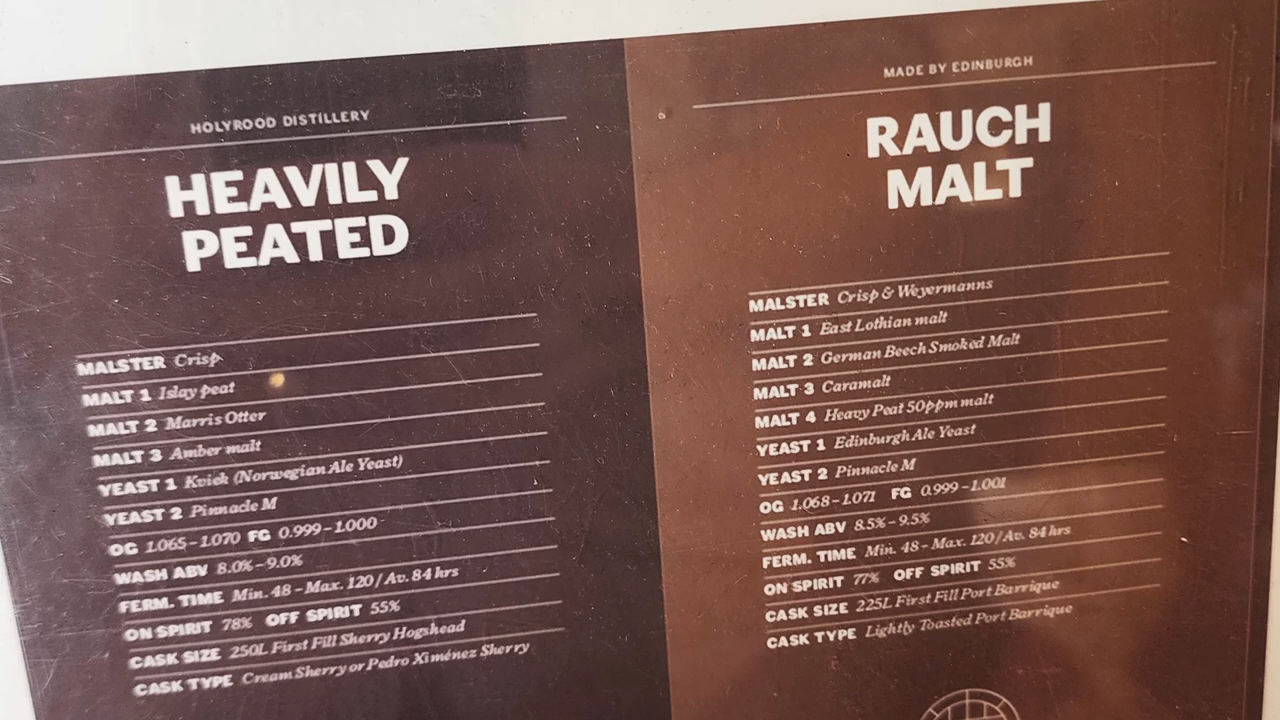 HOLYROOD DISTILLERY
HEAVILY
PEATED
MALSTER Crisp
MALT 1 Islay peat
MALT 2 Marris Otter
MALT 3 Amber malt
YEAST 1 Kviek (Norwegian Ale Yeast)
YEAST 2 Pinnacle M
OG 1.065-1.070 FG 0.999-1.000
WASH ABV 8.0%-9.0%
FERM. TIME Min. 48 - Max. 120 / Av. 84 hrs
ON SPIRIT 78% OFF SPIRIT 55%
CASK SIZE 250L First Fill Sherry Hogshead
CASK TYPE Cream Sherry or Pedro Ximénez Sherry
MADE BY EDINBURGH
RAUCH
MALT
MALSTER Crisp & Weyermanns
MALT 1 East Lothian malt
MALT 2 German Beech Smoked Malt
MALT 3 Caramalt
MALT 4 Heavy Peat 50ppm malt
YEAST 1 Edinburgh Ale Yeast
YEAST 2 Pinnacle M
OG 1.068-1.071 FG 0.999-1.001
WASH ABV 8.5%-9.5%
FERM. TIME Min. 48 - Max. 120 / Av. 84 hrs
ON SPIRIT 77% OFF SPIRIT 55%
CASK SIZE 225L First Fill Port Barrique
CASK TYPE Lightly Toasted Port Barrique